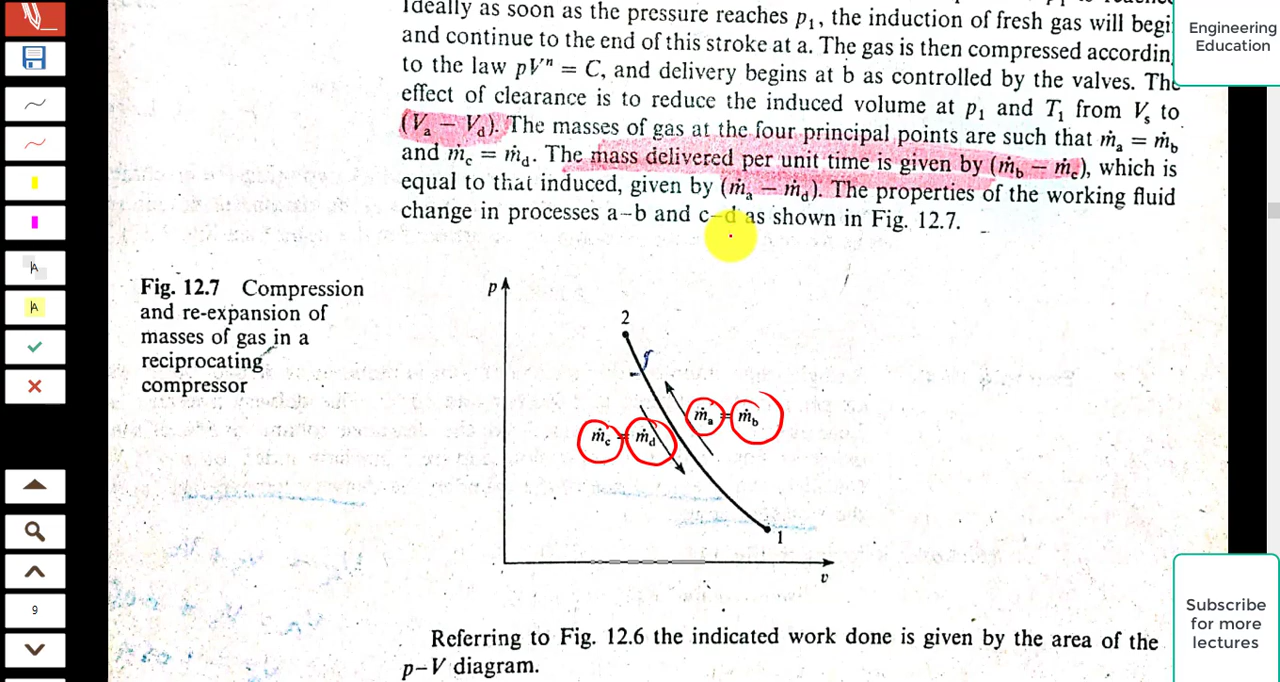 Ideally as soon as the pressure reaches p₁, the induction of fresh gas will begi
and continue to the end of this stroke at a. The gas is then compressed accordin
to the law pVⁿ = C, and delivery begins at b as controlled by the valves. The
effect of clearance is to reduce the induced volume at p₁ and T₁ from Vₛ to
(Vₐ − V_d). The masses of gas at the four principal points are such that ṁₐ = ṁ_b
and ṁ_c = ṁ_d. The mass delivered per unit time is given by (ṁ_b − ṁ_c), which is
equal to that induced, given by (ṁₐ − ṁ_d). The properties of the working fluid
change in processes a–b and c–d as shown in Fig. 12.7.
Engineering
Education
Fig. 12.7 Compression
and re-expansion of
masses of gas in a
reciprocating
compressor
p
2
ṁₐ = ṁ_b
ṁ_c = ṁ_d
1
v
A
A
9
Subscribe
for more
lectures
Referring to Fig. 12.6 the indicated work done is given by the area of the
p–V diagram.